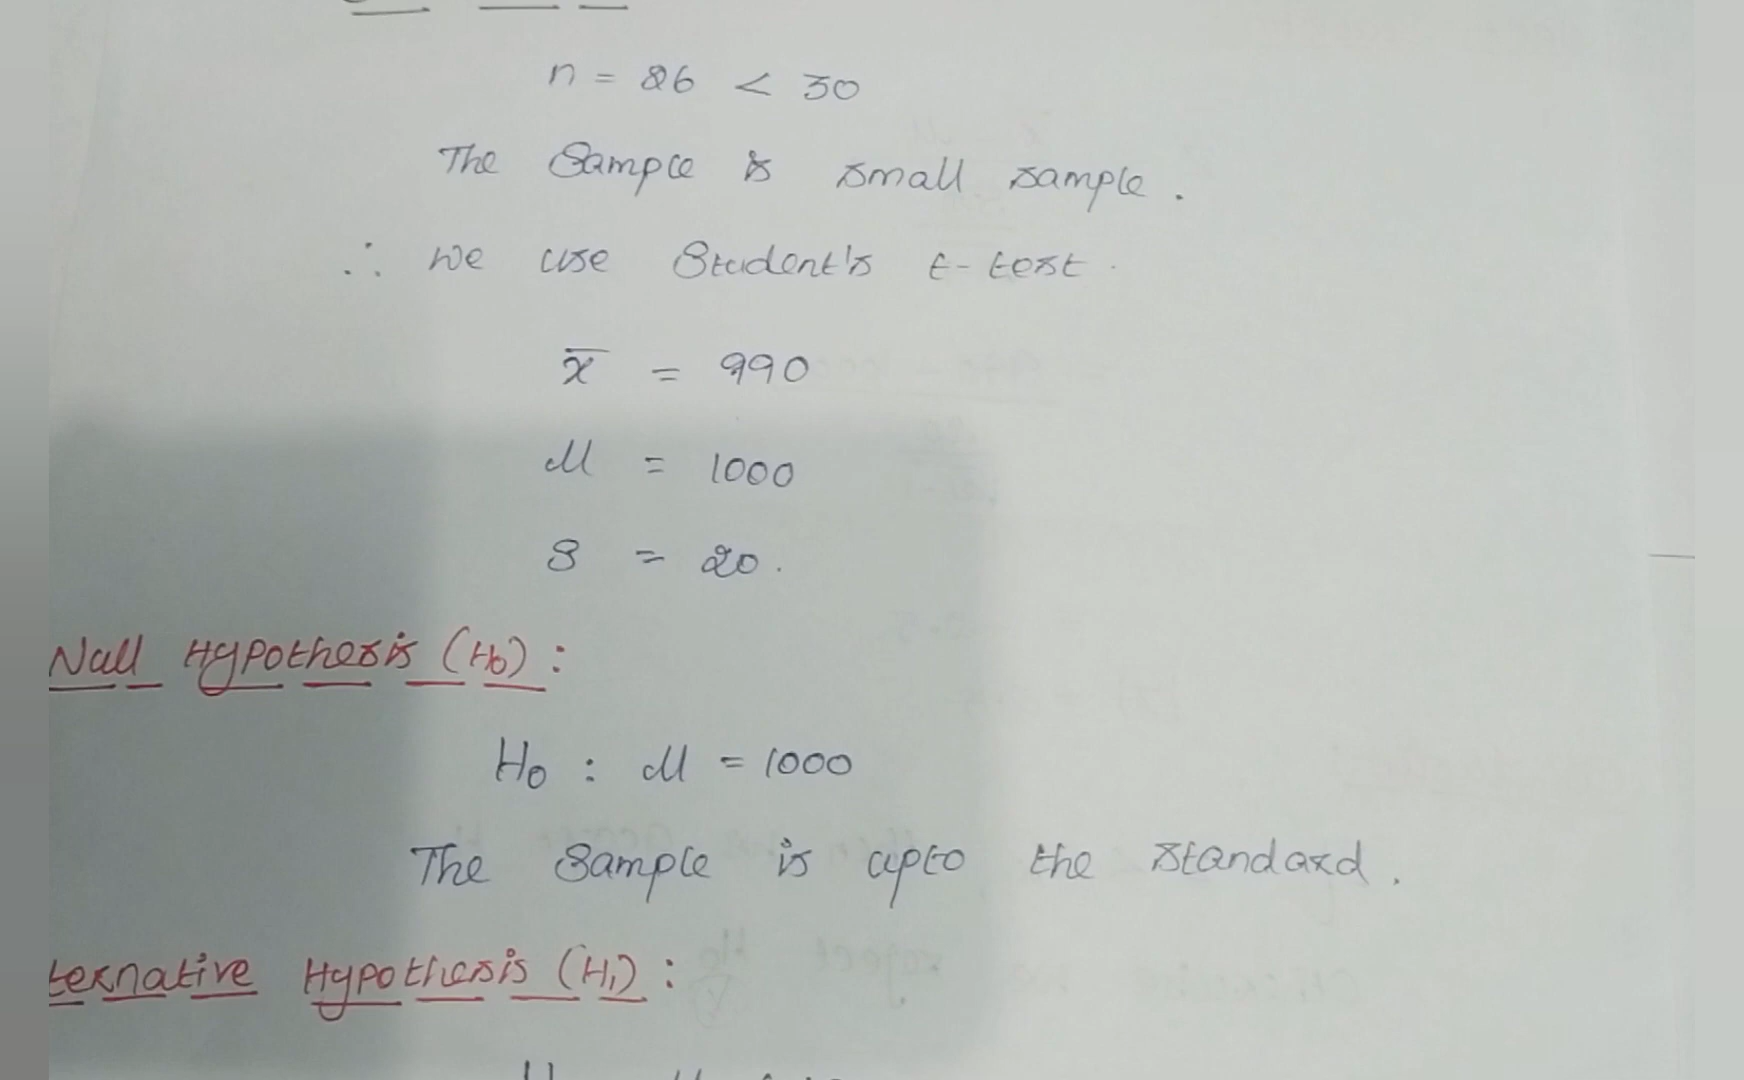 n = 26 < 30
The Sample is small sample.
∴ we use Student's t-test.
x̄ = 990
μ = 1000
S = 20.
Null Hypothesis (H₀) :
H₀ : μ = 1000
The Sample is upto the standard.
ternative Hypothesis (H₁) :